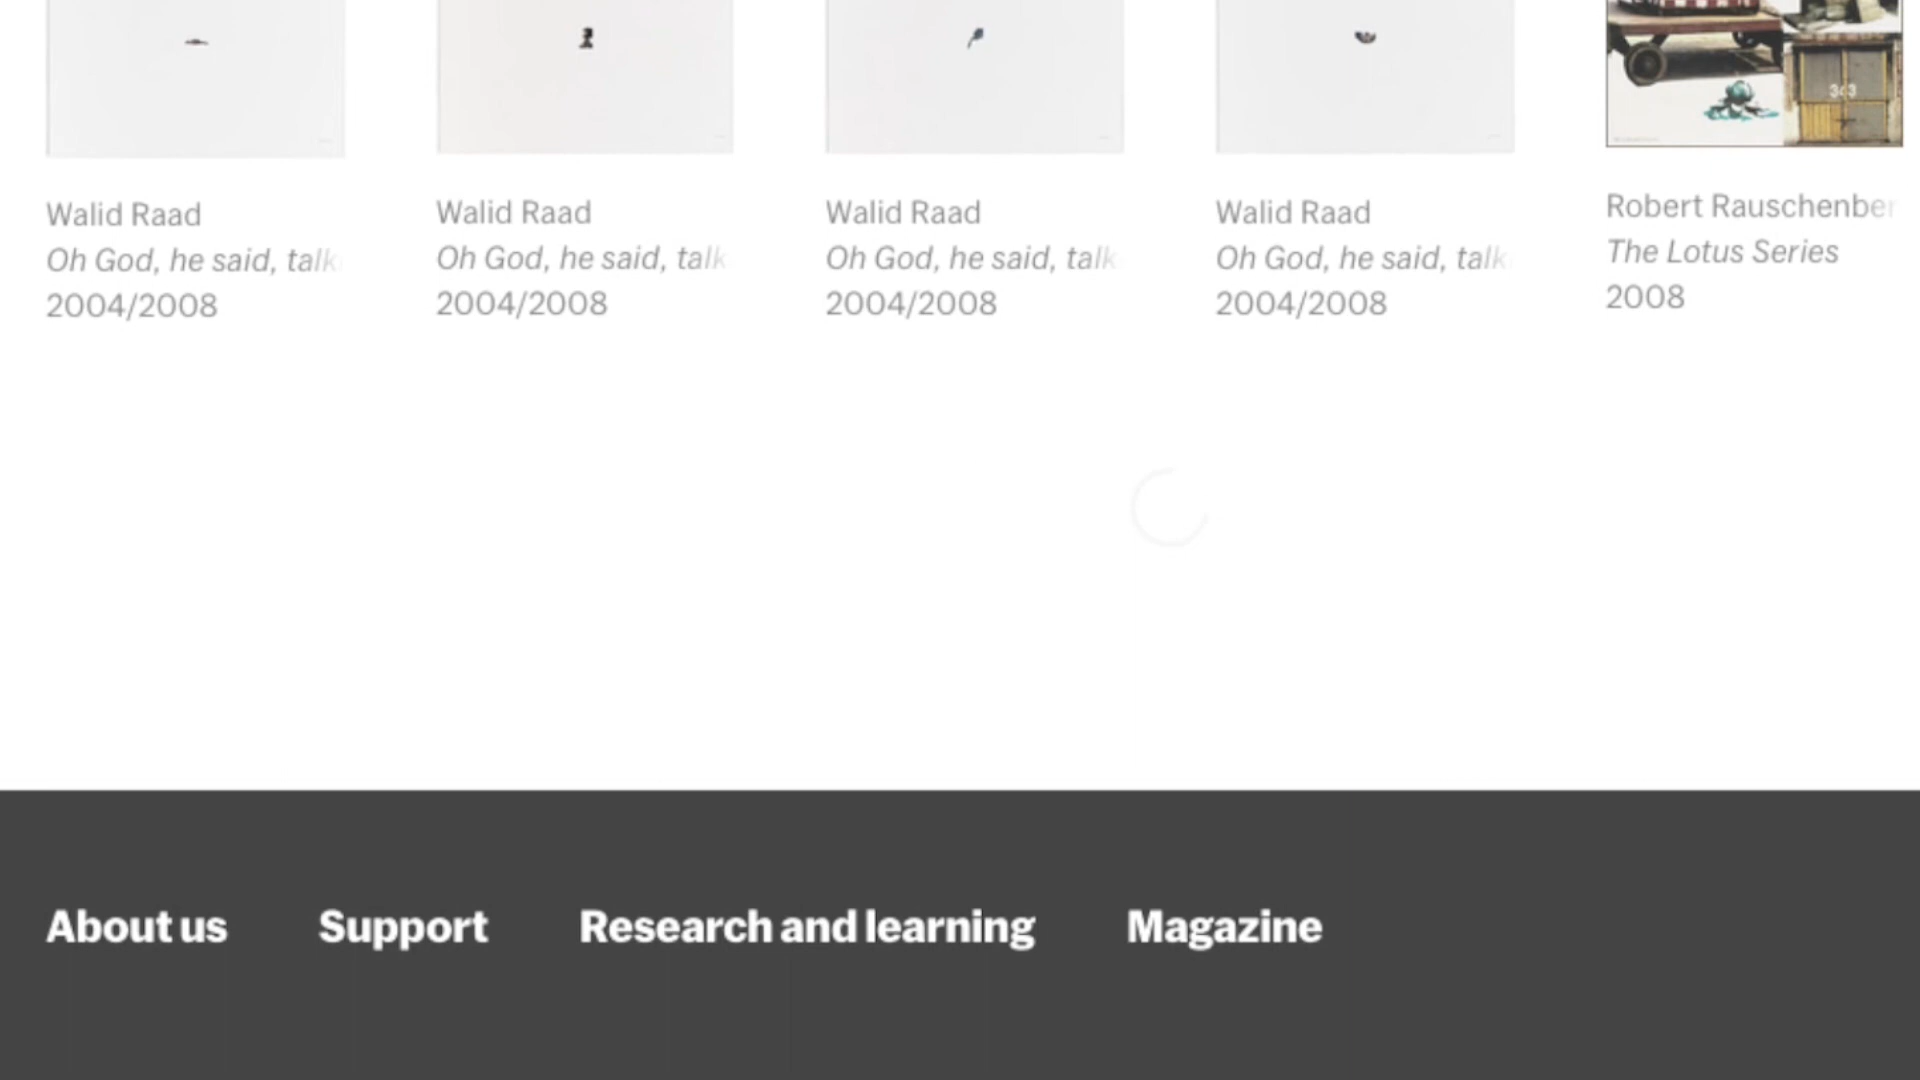 363
Walid Raad
Oh God, he said, talk
2004/2008
Walid Raad
Oh God, he said, talk
2004/2008
Walid Raad
Oh God, he said, talk
2004/2008
Walid Raad
Oh God, he said, talk
2004/2008
Robert Rauschenber
The Lotus Series
2008
About us
Support
Research and learning
Magazine